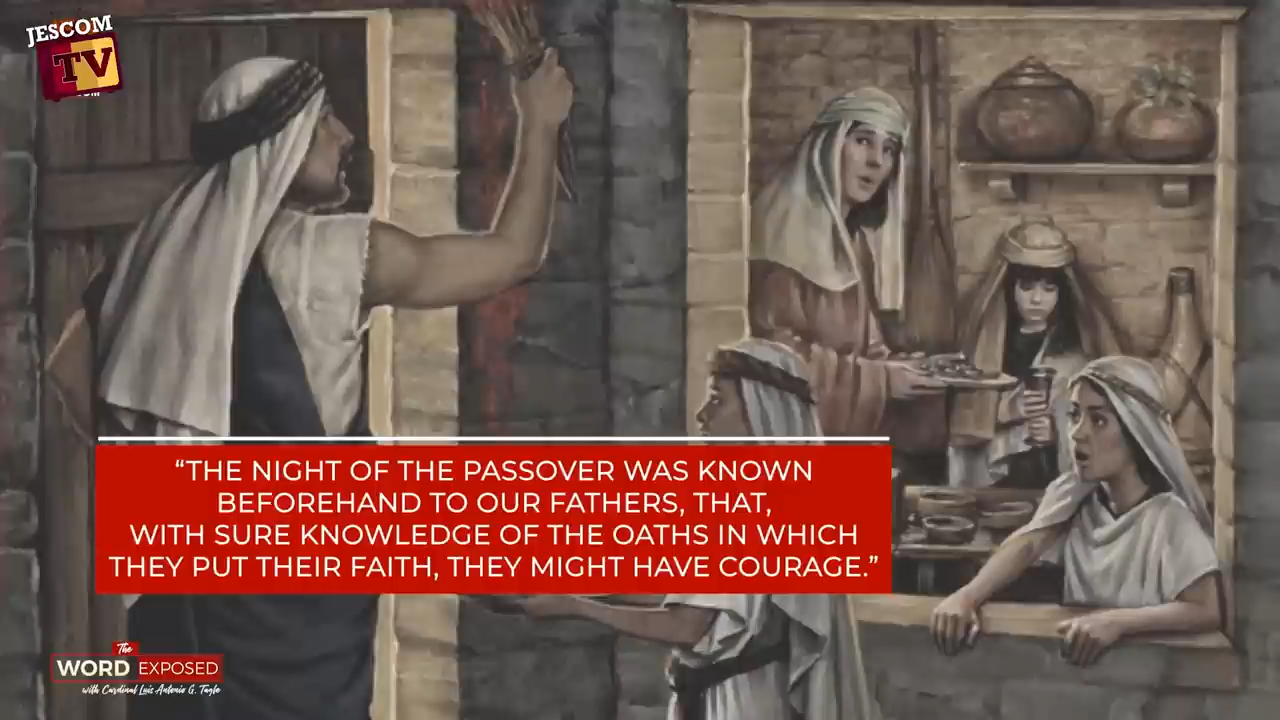 JESCOM
TV
“THE NIGHT OF THE PASSOVER WAS KNOWN
BEFOREHAND TO OUR FATHERS, THAT,
WITH SURE KNOWLEDGE OF THE OATHS IN WHICH
THEY PUT THEIR FAITH, THEY MIGHT HAVE COURAGE.”
The
WORD EXPOSED
with Cardinal Luis Antonio G. Tagle